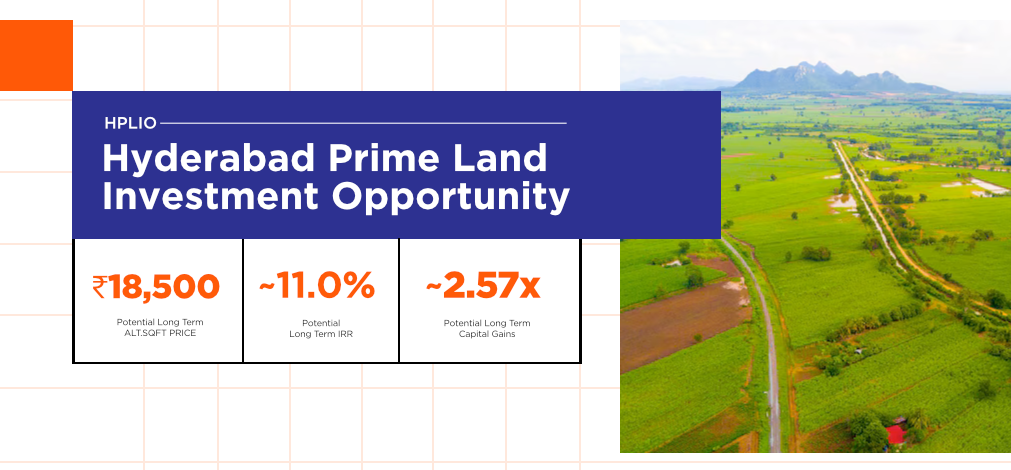 HPLIO
Hyderabad Prime Land
Investment Opportunity
₹18,500
Potential Long Term
ALT.SQFT PRICE
~11.0%
Potential
Long Term IRR
~2.57x
Potential Long Term
Capital Gains